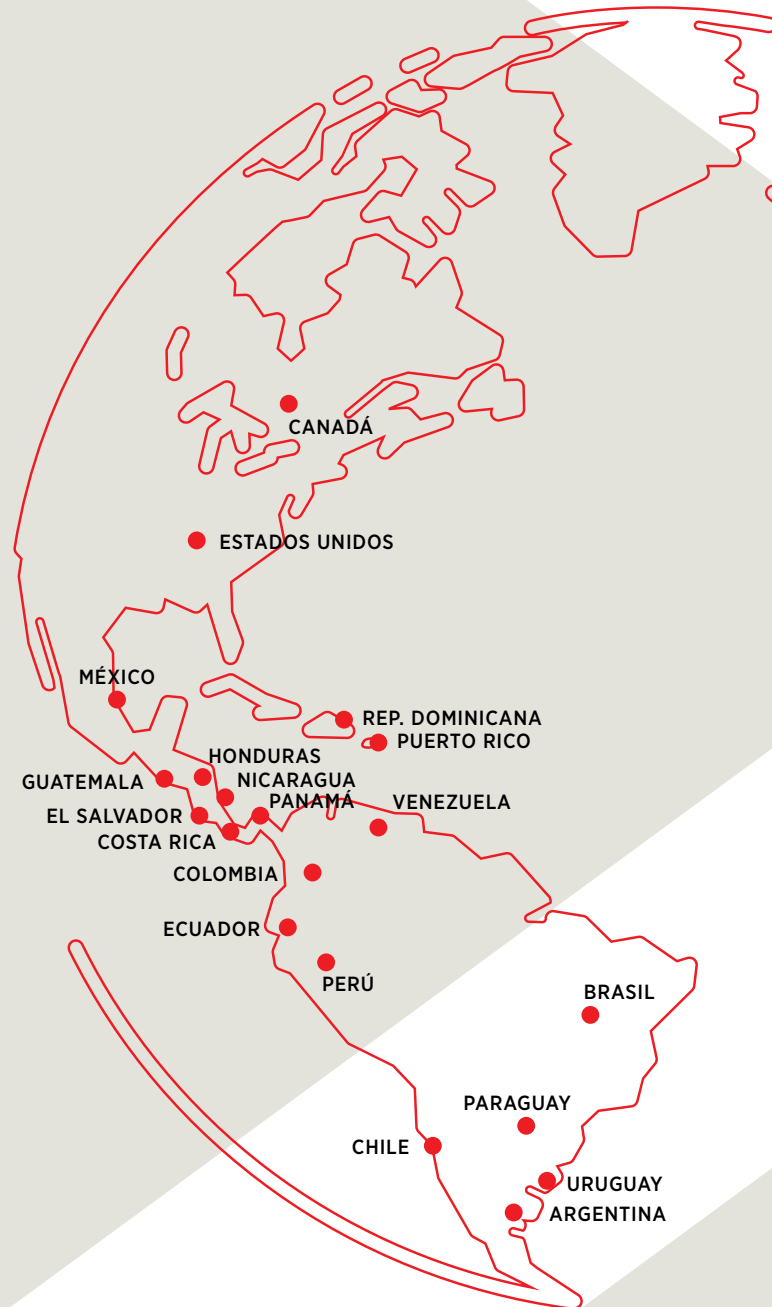 CANADÁ
ESTADOS UNIDOS
MÉXICO
REP. DOMINICANA
PUERTO RICO
HONDURAS
GUATEMALA
NICARAGUA
PANAMÁ
VENEZUELA
EL SALVADOR
COSTA RICA
COLOMBIA
ECUADOR
PERÚ
BRASIL
PARAGUAY
CHILE
URUGUAY
ARGENTINA